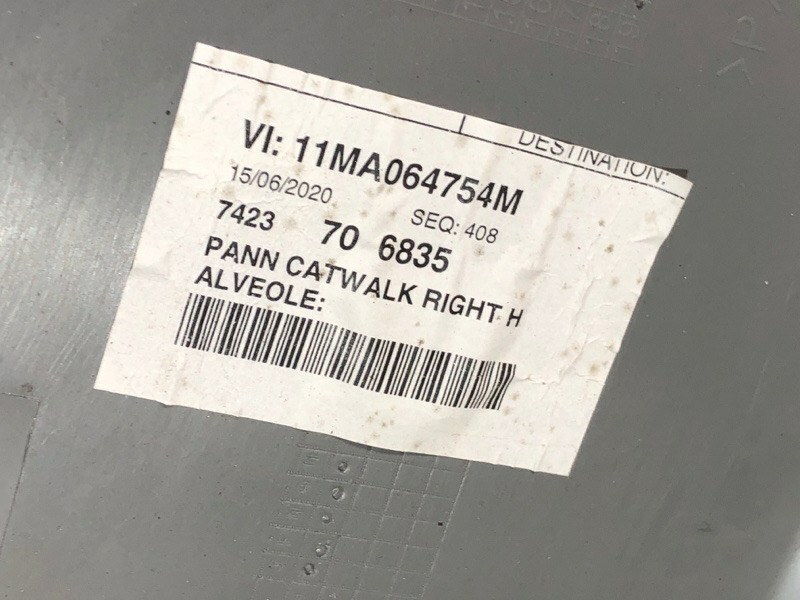 DESTINATION:
VI: 11MA064754M
15/06/2020 SEQ: 408
7423 70 6835
PANN CATWALK RIGHT H
ALVEOLE: